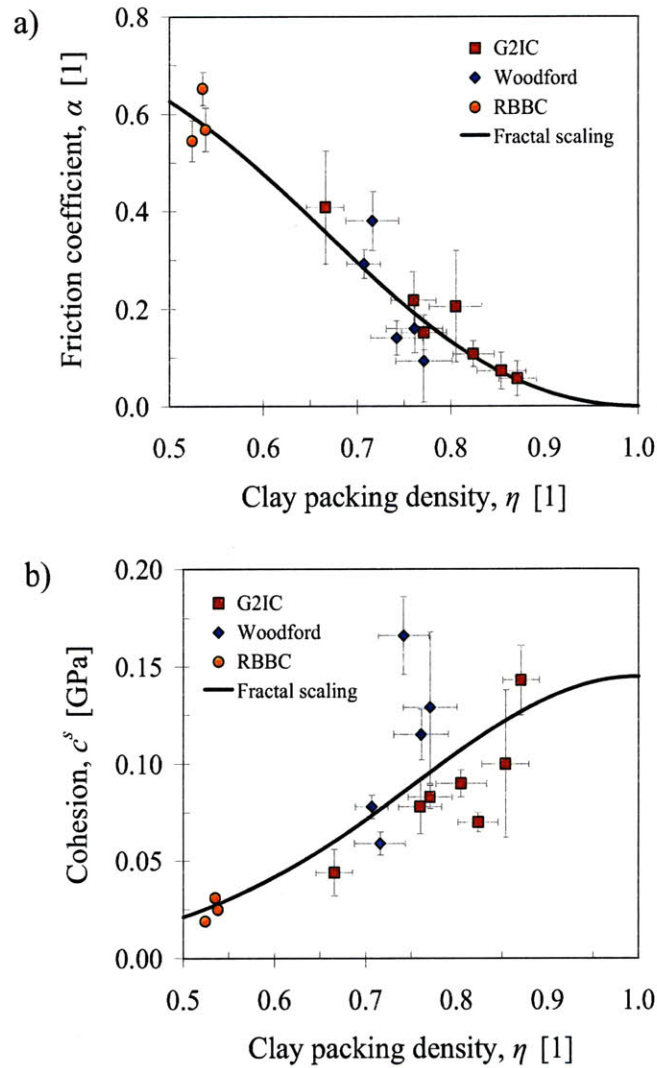 a)
0.8
0.6
0.4
0.2
0.0
Friction coefficient, α [1]
G2IC
Woodford
RBBC
Fractal scaling
0.5 0.6 0.7 0.8 0.9 1.0
Clay packing density, η [1]
b)
0.20
0.15
0.10
0.05
0.00
Cohesion, cˢ [GPa]
G2IC
Woodford
RBBC
Fractal scaling
0.5 0.6 0.7 0.8 0.9 1.0
Clay packing density, η [1]